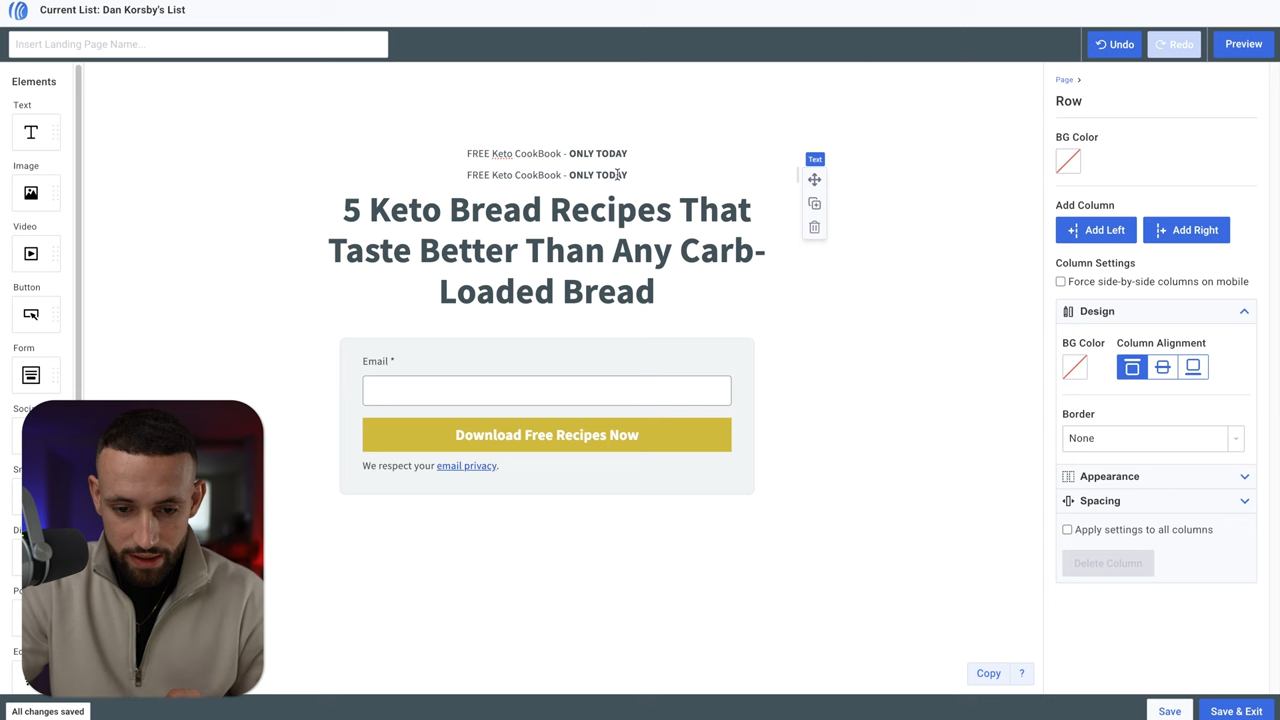 Current List: Dan Korsby's List
Insert Landing Page Name...
Undo
Redo
Preview
Elements
Text
Image
Video
Button
Form
FREE Keto CookBook - ONLY TODAY
FREE Keto CookBook - ONLY TODAY
5 Keto Bread Recipes That
Taste Better Than Any Carb-
Loaded Bread
Email *
Download Free Recipes Now
We respect your email privacy.
Text
Page >
Row
BG Color
Add Column
Add Left
Add Right
Column Settings
Force side-by-side columns on mobile
Design
BG Color
Column Alignment
Border
None
Appearance
Spacing
Apply settings to all columns
Delete Column
Copy
?
All changes saved
Save
Save & Exit